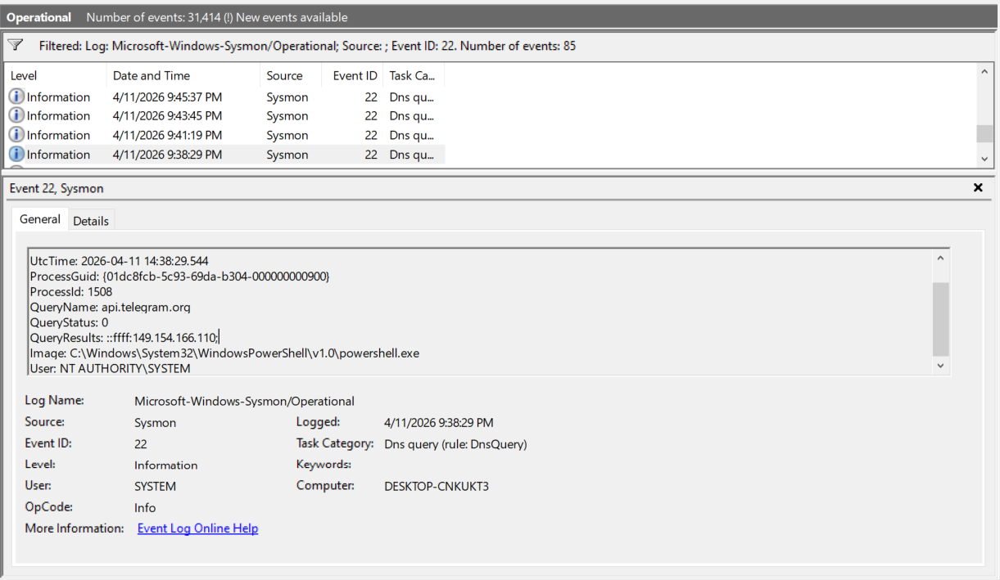 Operational Number of events: 31,414 (!) New events available
Filtered: Log: Microsoft-Windows-Sysmon/Operational; Source: ; Event ID: 22. Number of events: 85
Level Date and Time Source Event ID Task Ca...
Information 4/11/2026 9:45:37 PM Sysmon 22 Dns qu...
Information 4/11/2026 9:43:45 PM Sysmon 22 Dns qu...
Information 4/11/2026 9:41:19 PM Sysmon 22 Dns qu...
Information 4/11/2026 9:38:29 PM Sysmon 22 Dns qu...
Event 22, Sysmon
General Details
UtcTime: 2026-04-11 14:38:29.544
ProcessGuid: {01dc8fcb-5c93-69da-b304-000000000900}
ProcessId: 1508
QueryName: api.telegram.org
QueryStatus: 0
QueryResults: ::ffff:149.154.166.110;
Image: C:\Windows\System32\WindowsPowerShell\v1.0\powershell.exe
User: NT AUTHORITY\SYSTEM
Log Name: Microsoft-Windows-Sysmon/Operational
Source: Sysmon Logged: 4/11/2026 9:38:29 PM
Event ID: 22 Task Category: Dns query (rule: DnsQuery)
Level: Information Keywords:
User: SYSTEM Computer: DESKTOP-CNKUKT3
OpCode: Info
More Information: Event Log Online Help